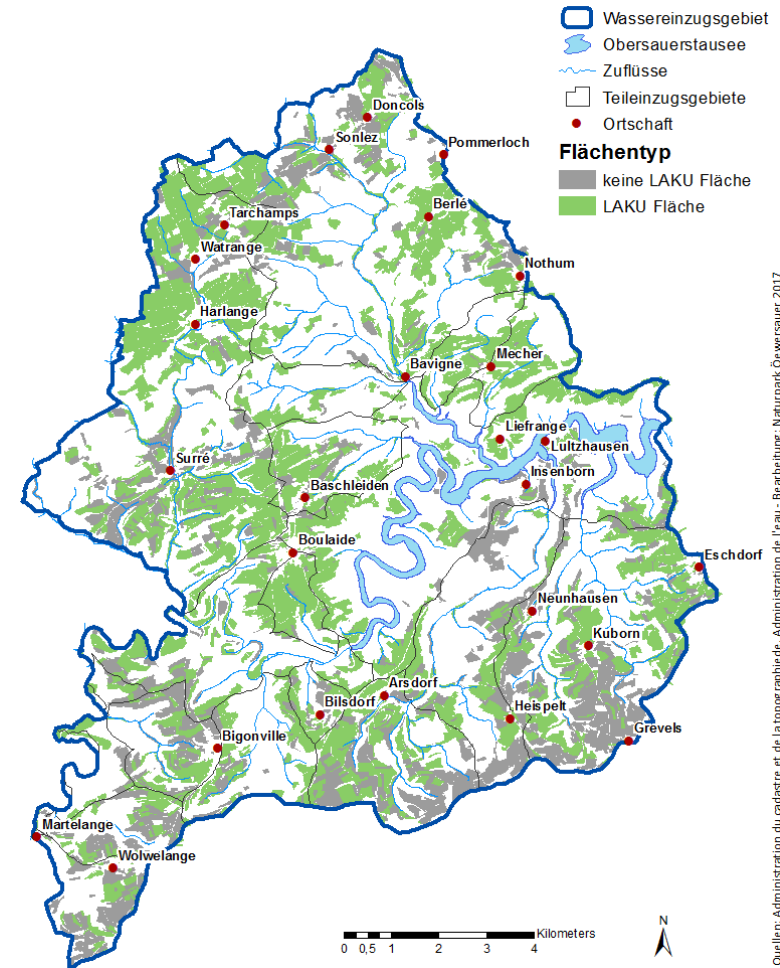 Wassereinzugsgebiet
Obersauerstausee
Zuflüsse
Teileinzugsgebiete
Ortschaft
Flächentyp
keine LAKU Fläche
LAKU Fläche
Doncols
Sonlez
Pommerloch
Berlé
Tarchamps
Watrange
Nothum
Harlange
Mecher
Bavigne
Liefrange
Lultzhausen
Surré
Insenborn
Baschleiden
Boulaide
Eschdorf
Neunhausen
Kuborn
Arsdorf
Bilsdorf
Heispelt
Bigonville
Grevels
Martelange
Wolwelange
Kilometers
0 0,5 1 2 3 4
N
Quellen: Administration du cadastre et de la topographiede, Administration de l'eau - Bearbeitung: Naturpark Öewersauer 2017